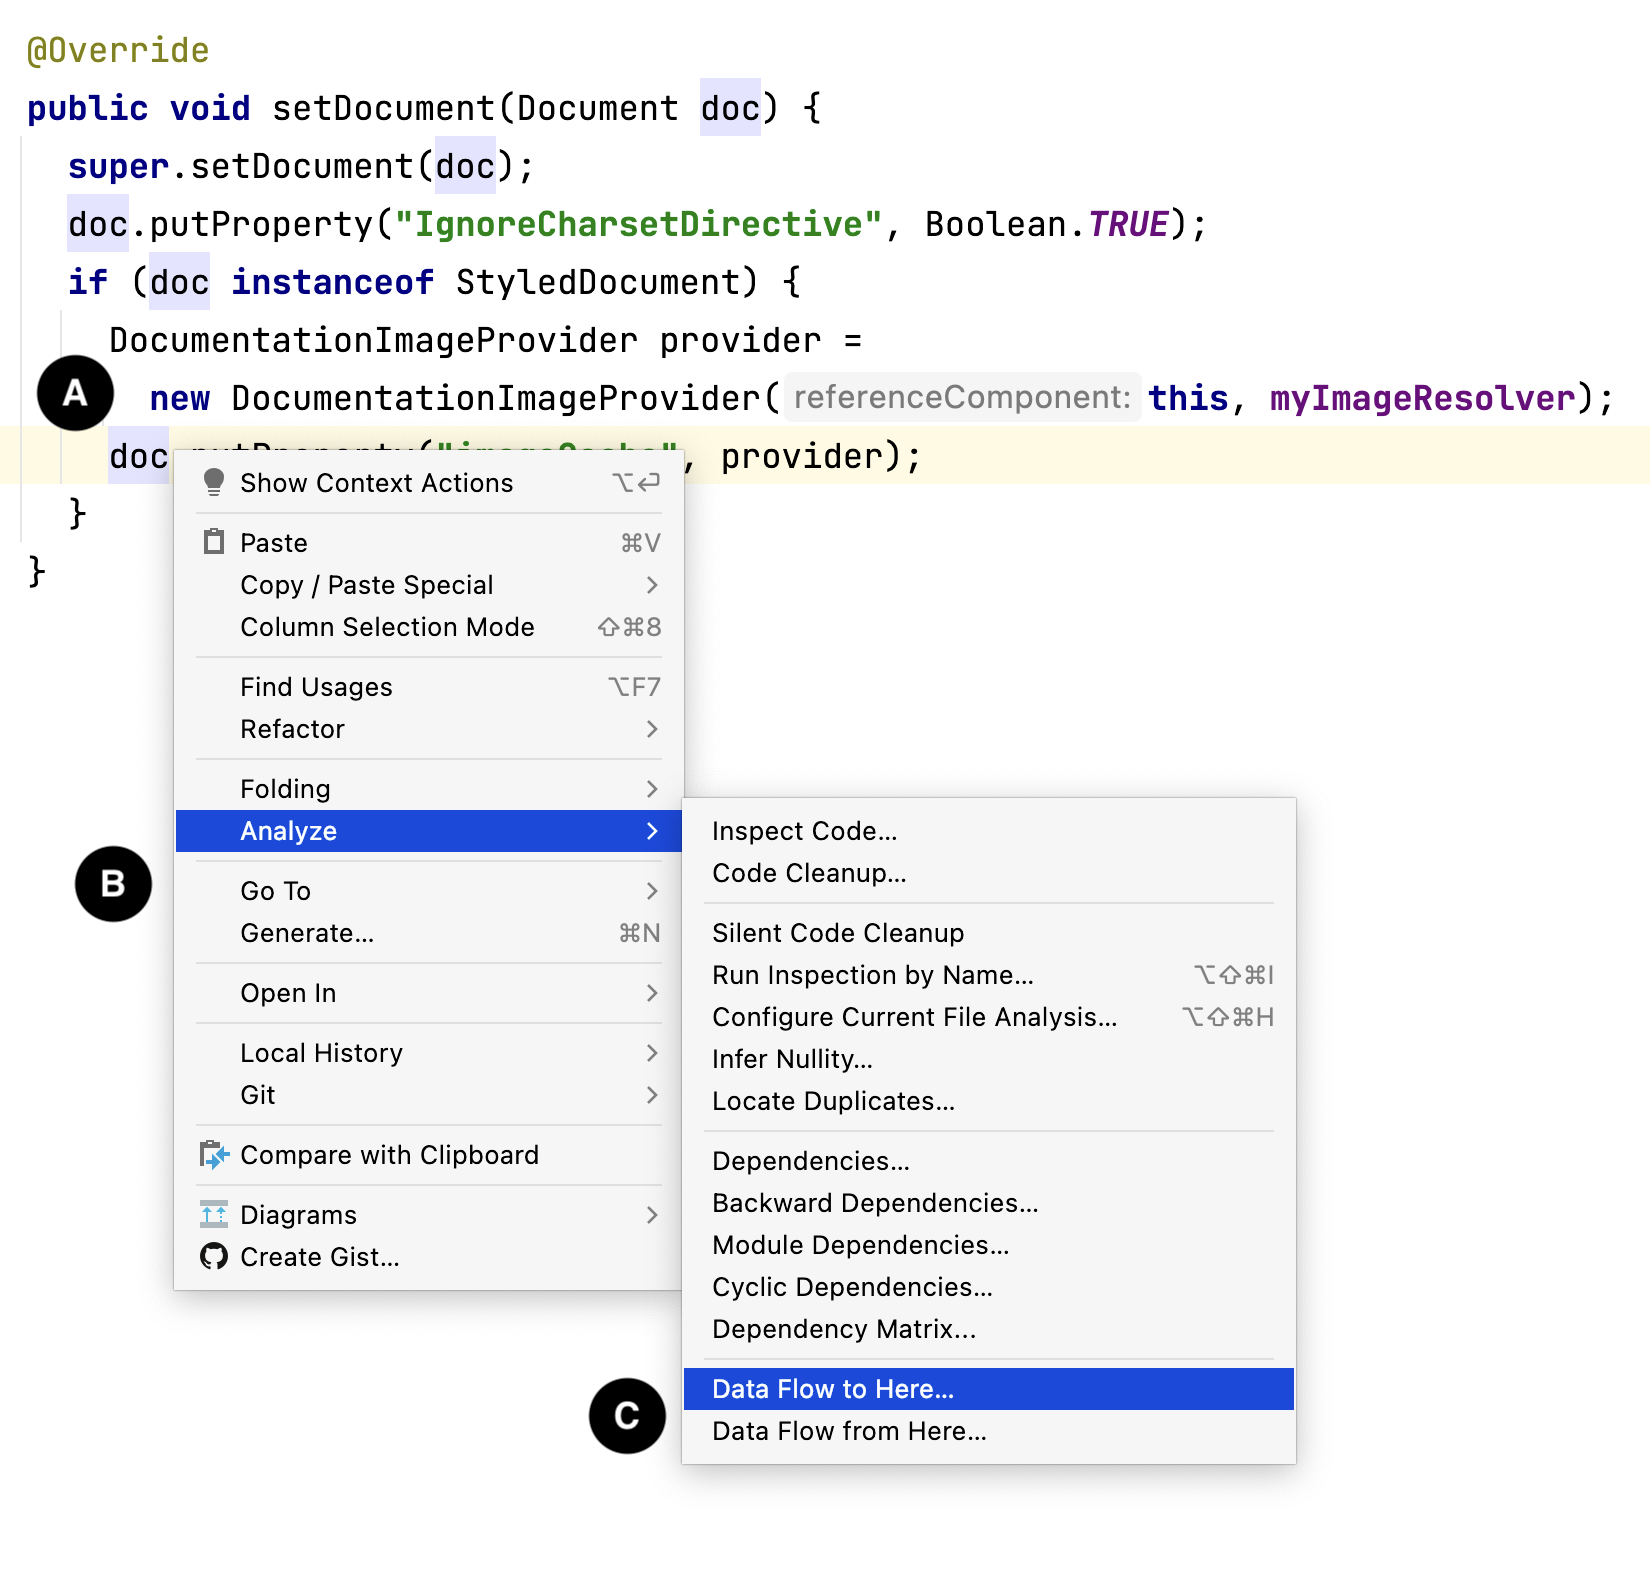 @Override
public void setDocument(Document doc) {
super.setDocument(doc);
doc.putProperty("IgnoreCharsetDirective", Boolean.TRUE);
if (doc instanceof StyledDocument) {
DocumentationImageProvider provider =
A
new DocumentationImageProvider( referenceComponent: this, myImageResolver);
doc.putProperty("imageCache", provider);
}
}
Show Context Actions ⌥⏎
Paste ⌘V
Copy / Paste Special
Column Selection Mode ⇧⌘8
Find Usages ⌥F7
Refactor
Folding
Analyze
B
Go To
Generate... ⌘N
Open In
Local History
Git
Compare with Clipboard
Diagrams
Create Gist...
Inspect Code...
Code Cleanup...
Silent Code Cleanup
Run Inspection by Name... ⌥⇧⌘I
Configure Current File Analysis... ⌥⇧⌘H
Infer Nullity...
Locate Duplicates...
Dependencies...
Backward Dependencies...
Module Dependencies...
Cyclic Dependencies...
Dependency Matrix...
C
Data Flow to Here...
Data Flow from Here...